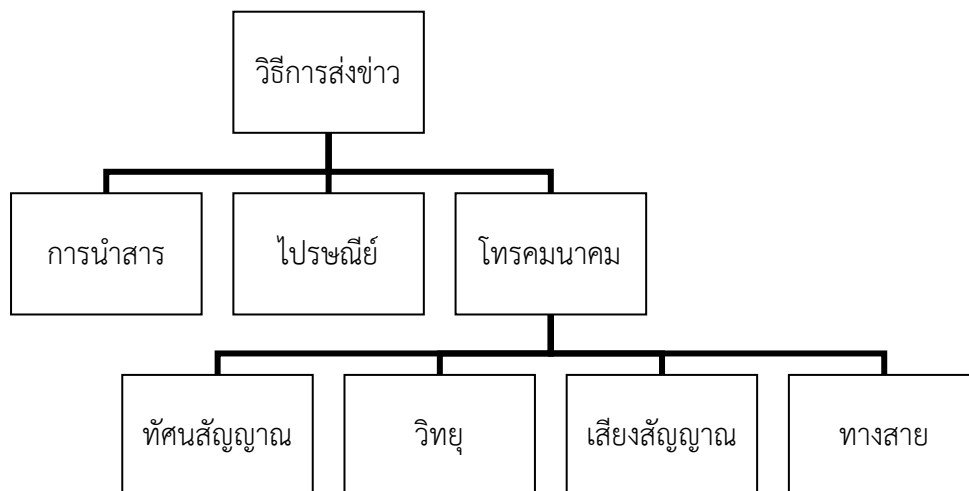 วิธีการส่งข่าว
การนำสาร
ไปรษณีย์
โทรคมนาคม
ทัศนสัญญาณ
วิทยุ
เสียงสัญญาณ
ทางสาย